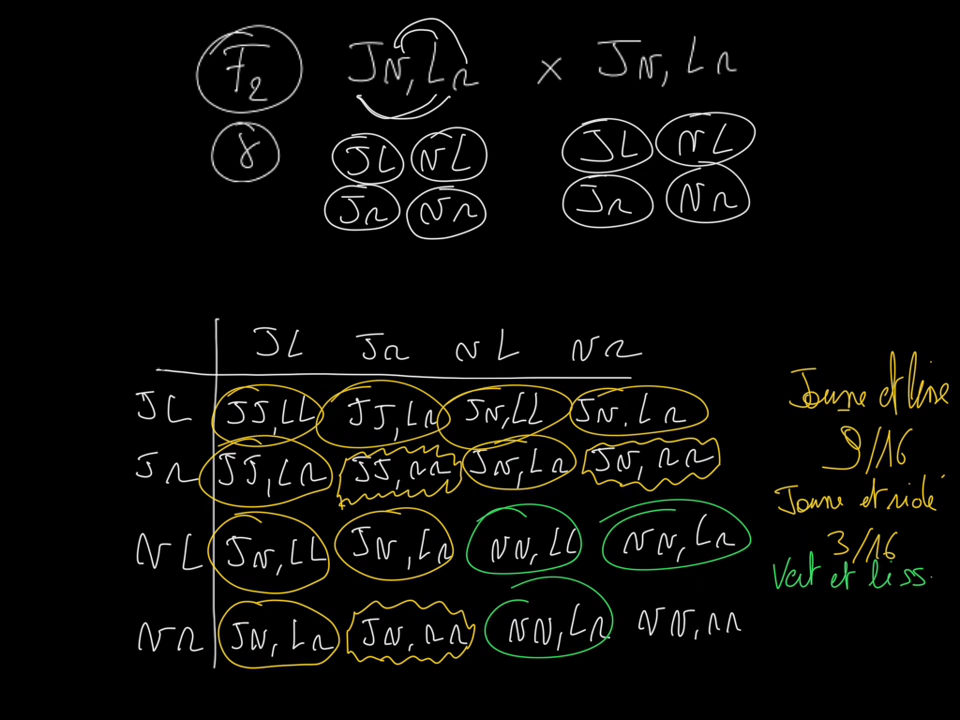 F2 JN, Lr x JN, Lr
γ JL NL JL NL
Jr Nr Jr Nr
JL Jr NL Nr
JL JJ,LL JJ,Lr JN,LL JN,Lr
Jr JJ,Lr JJ,rr JN,Lr JN,rr
NL JN,LL JN,Lr NN,LL NN,Lr
Nr JN,Lr JN,rr NN,Lr NN,rr
Jaune et lisse
9/16
Jaune et ridé
3/16
Vert et liss